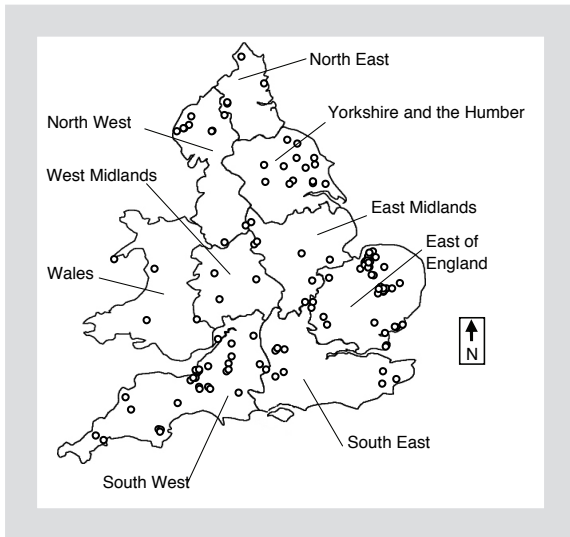 North East
Yorkshire and the Humber
North West
West Midlands
East Midlands
East of
England
Wales
N
South East
South West